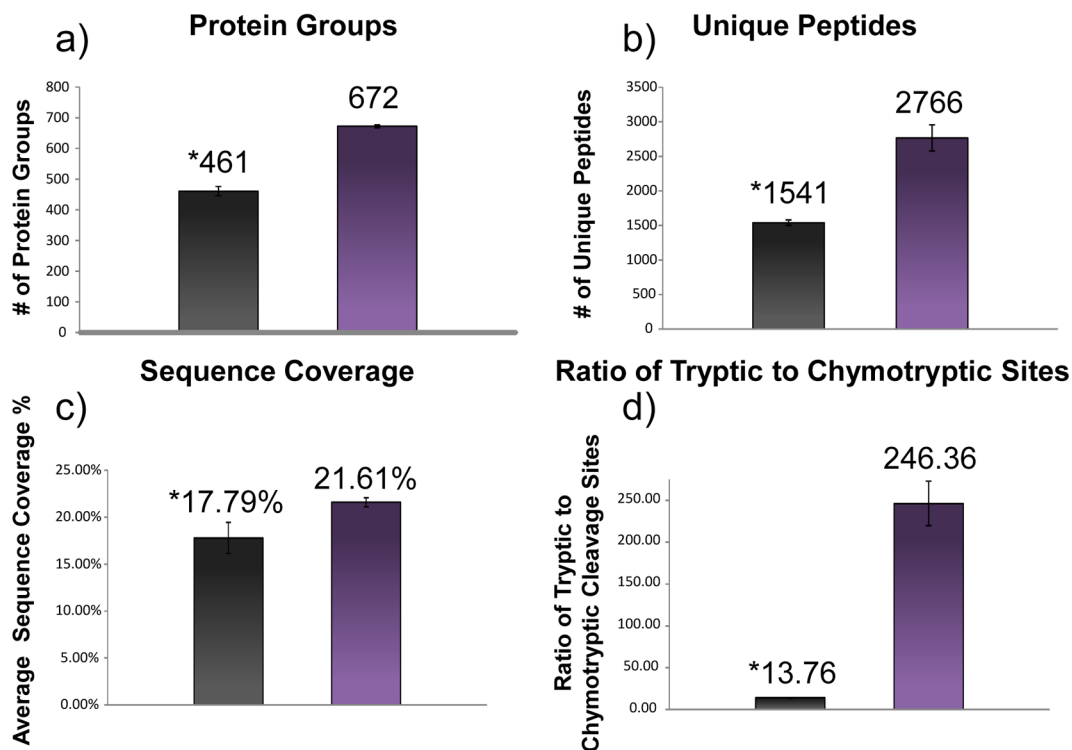 a)
Protein Groups
# of Protein Groups
800
700
600
500
400
300
200
100
0
*461
672
b)
Unique Peptides
# of Unique Peptides
3500
3000
2500
2000
1500
1000
500
0
*1541
2766
Sequence Coverage
c)
Average Sequence Coverage %
25.00%
20.00%
15.00%
10.00%
5.00%
0.00%
*17.79%
21.61%
Ratio of Tryptic to Chymotryptic Sites
d)
Ratio of Tryptic to
Chymotryptic Cleavage Sites
250.00
200.00
150.00
100.00
50.00
0.00
*13.76
246.36